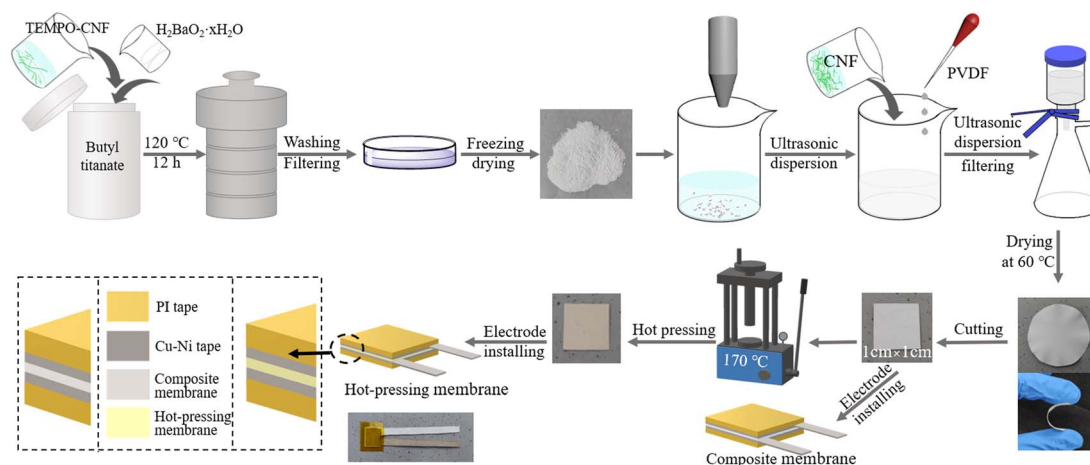 TEMPO-CNF
H₂BaO₂·xH₂O
Butyl
titanate
120 ℃
12 h
Washing
Filtering
Freezing
drying
Ultrasonic
dispersion
CNF
PVDF
Ultrasonic
dispersion
filtering
Drying
at 60 ℃
Cutting
1cm×1cm
170 ℃
Hot pressing
Electrode
installing
Electrode
installing
Composite membrane
Hot-pressing membrane
PI tape
Cu-Ni tape
Composite
membrane
Hot-pressing
membrane